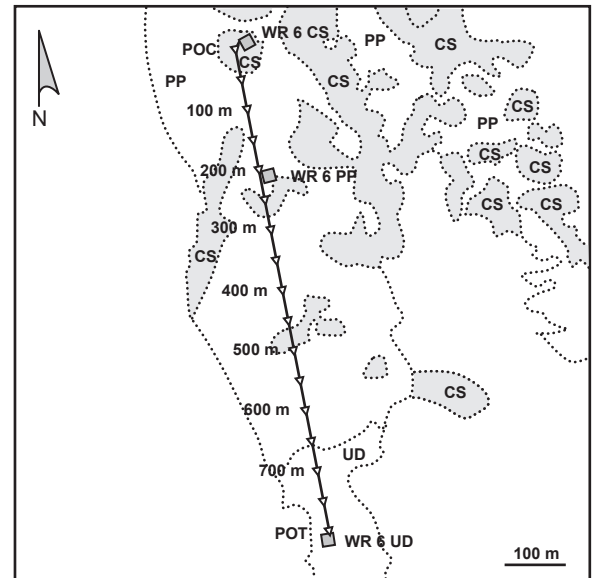 WR 6 CS
POC
CS
PP
CS
PP
CS
N
100 m
CS
PP
CS
CS
200 m
WR 6 PP
CS
CS
300 m
CS
400 m
500 m
CS
600 m
UD
700 m
POT
WR 6 UD
100 m